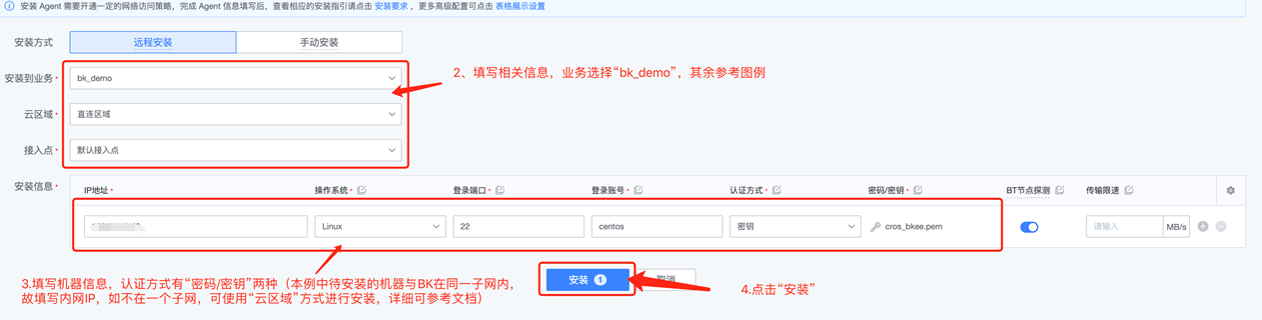 安装 Agent 需要开通一定的网络访问策略，完成 Agent 信息填写后，查看相应的安装指引请点击 安装要求 ，更多高级配置可点击 表格展示设置
安装方式 远程安装 手动安装
安装到业务 * bk_demo
2、填写相关信息，业务选择“bk_demo”，其余参考图例
云区域 * 直连区域
接入点 * 默认接入点
安装信息 * IP地址 * 操作系统 * 登录端口 * 登录账号 * 认证方式 * 密码/密钥 * BT节点探测 传输限速
Linux 22 centos 密钥 cros_bkee.pem 请输入 MB/s
3.填写机器信息，认证方式有“密码/密钥”两种（本例中待安装的机器与BK在同一子网内，
故填写内网IP，如不在一个子网，可使用“云区域”方式进行安装，详细可参考文档）
安装 1 取消
4.点击“安装”